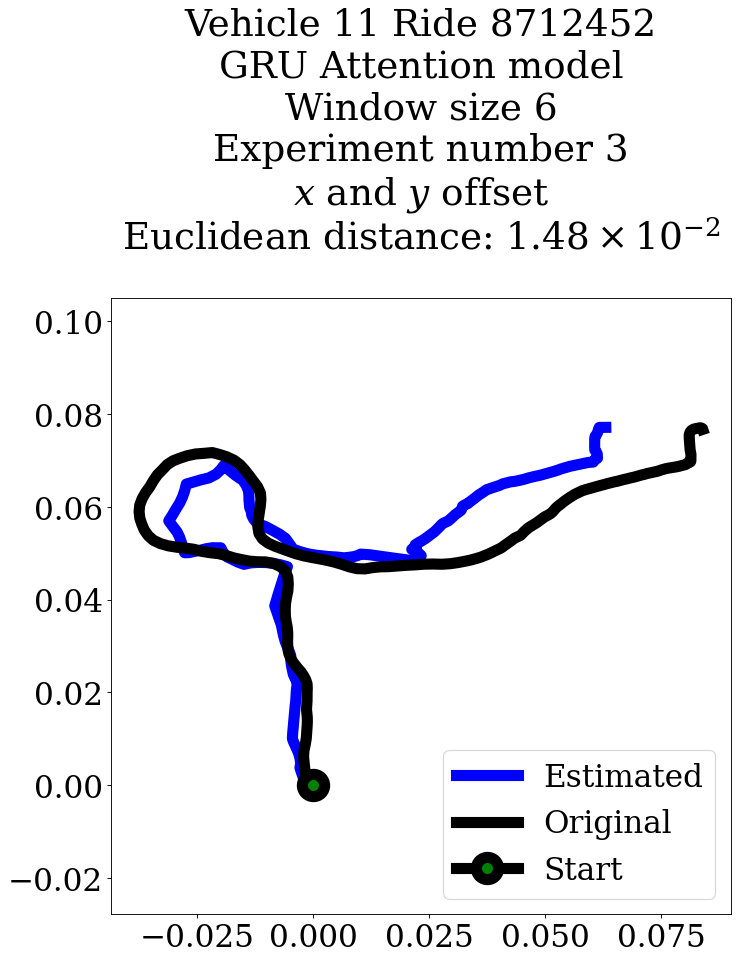 Vehicle 11 Ride 8712452
GRU Attention model
Window size 6
Experiment number 3
x and y offset
Euclidean distance: 1.48 × 10⁻²
0.10
0.08
0.06
0.04
0.02
0.00
−0.02
Estimated
Original
Start
−0.025 0.000 0.025 0.050 0.075